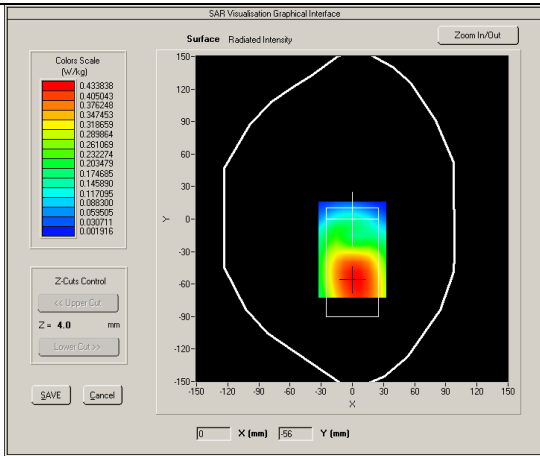 SAR Visualisation Graphical Interface
Surface Radiated Intensity
Zoom In/Out
Colors Scale
(W/kg)
0.433838
0.405043
0.376248
0.347453
0.318659
0.289864
0.261069
0.232274
0.203479
0.174685
0.145890
0.117095
0.088300
0.059505
0.030711
0.001916
Z-Cuts Control
<< Upper Cut
Z = 4.0 mm
Lower Cut >>
SAVE
Cancel
150
120
90
60
30
0
-30
-60
-90
-120
-150
Y
-150 -120 -90 -60 -30 0 30 60 90 120 150
X
0 X (mm) -56 Y (mm)